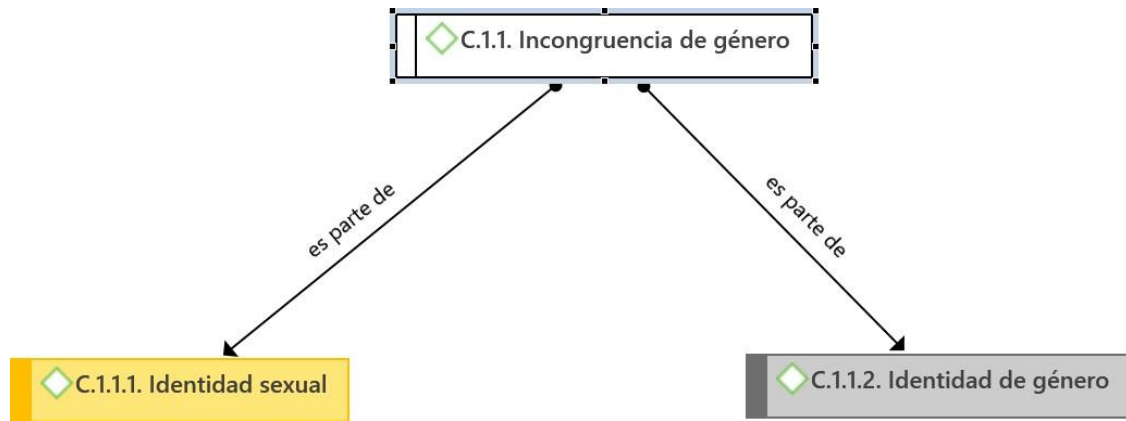 C.1.1. Incongruencia de género
es parte de
es parte de
C.1.1.1. Identidad sexual
C.1.1.2. Identidad de género